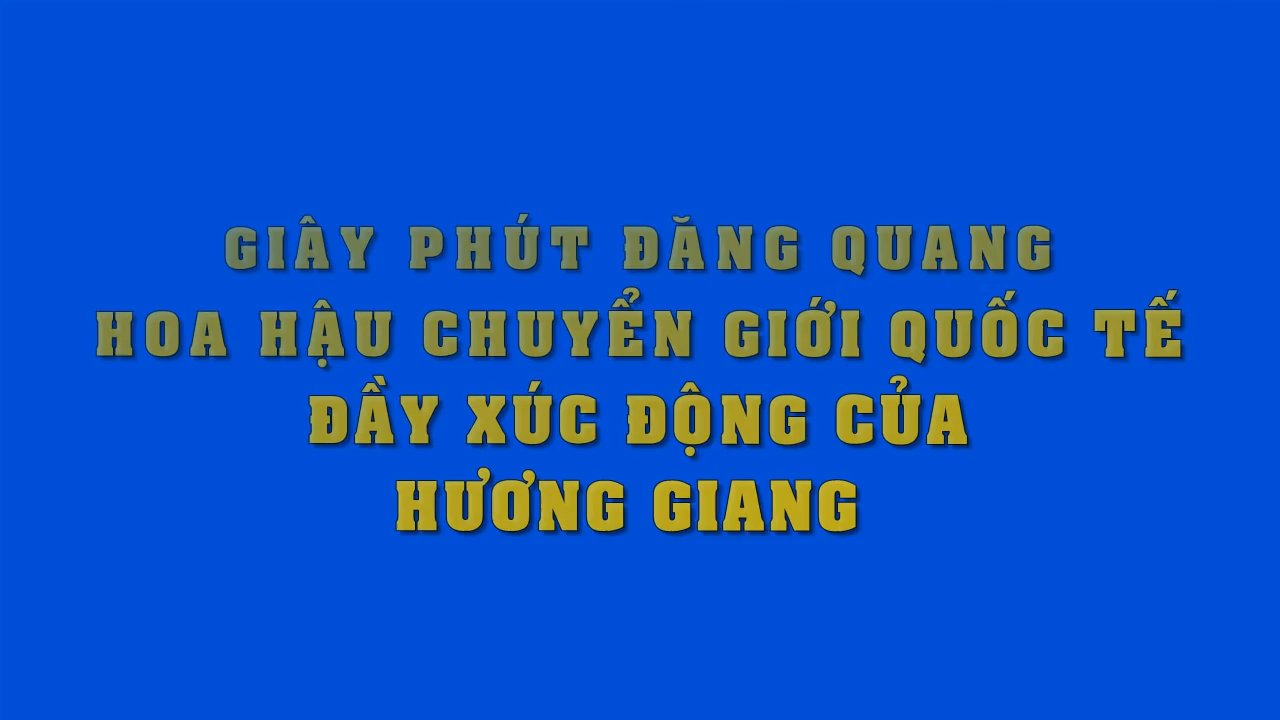 GIÂY PHÚT ĐĂNG QUANG
HOA HẬU CHUYỂN GIỚI QUỐC TẾ
ĐẦY XÚC ĐỘNG CỦA
HƯƠNG GIANG